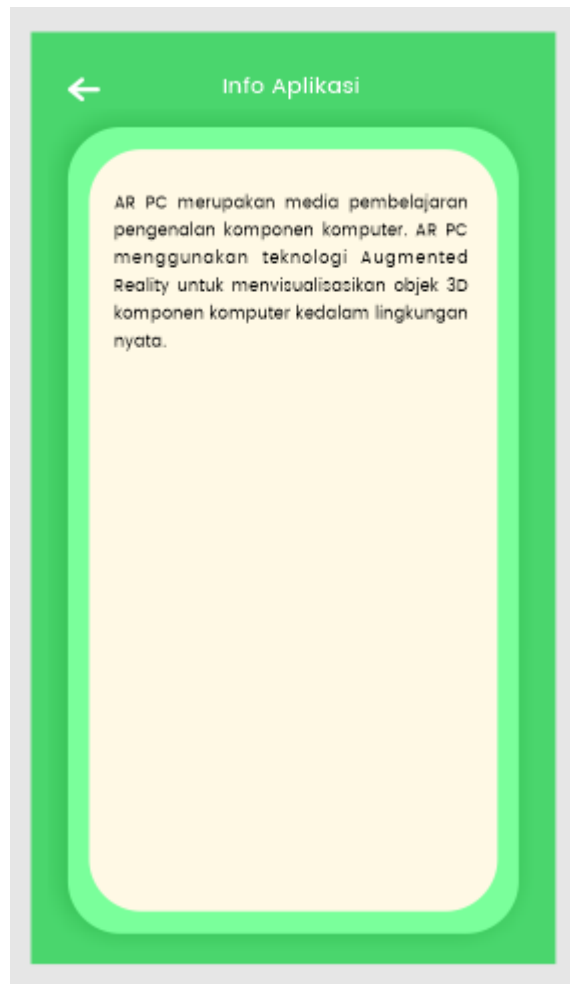 Info Aplikasi
AR PC merupakan media pembelajaran
pengenalan komponen komputer. AR PC
menggunakan teknologi Augmented
Reality untuk menvisualisasikan objek 3D
komponen komputer kedalam lingkungan
nyata.